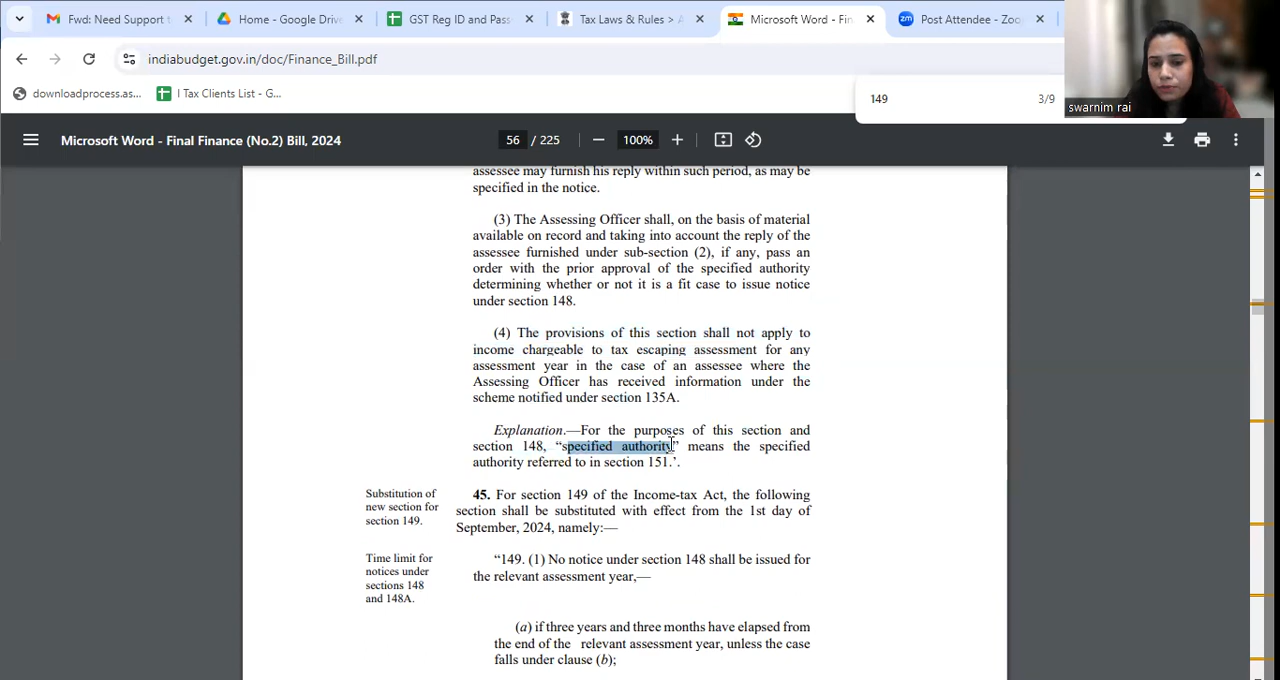 Fwd: Need Support t
Home - Google Drive
GST Reg ID and Pass
Tax Laws & Rules > A
Microsoft Word - Fin
Post Attendee - Zoo
indiabudget.gov.in/doc/Finance_Bill.pdf
downloadprocess.as...
I Tax Clients List - G...
149
3/9
swarnim rai
Microsoft Word - Final Finance (No.2) Bill, 2024
56 / 225
100%
assessee may furnish his reply within such period, as may be
specified in the notice.
(3) The Assessing Officer shall, on the basis of material
available on record and taking into account the reply of the
assessee furnished under sub-section (2), if any, pass an
order with the prior approval of the specified authority
determining whether or not it is a fit case to issue notice
under section 148.
(4) The provisions of this section shall not apply to
income chargeable to tax escaping assessment for any
assessment year in the case of an assessee where the
Assessing Officer has received information under the
scheme notified under section 135A.
Explanation.—For the purposes of this section and
section 148, “specified authority” means the specified
authority referred to in section 151.’.
Substitution of
new section for
section 149.
45. For section 149 of the Income-tax Act, the following
section shall be substituted with effect from the 1st day of
September, 2024, namely:—
Time limit for
notices under
sections 148
and 148A.
“149. (1) No notice under section 148 shall be issued for
the relevant assessment year,—
(a) if three years and three months have elapsed from
the end of the relevant assessment year, unless the case
falls under clause (b);